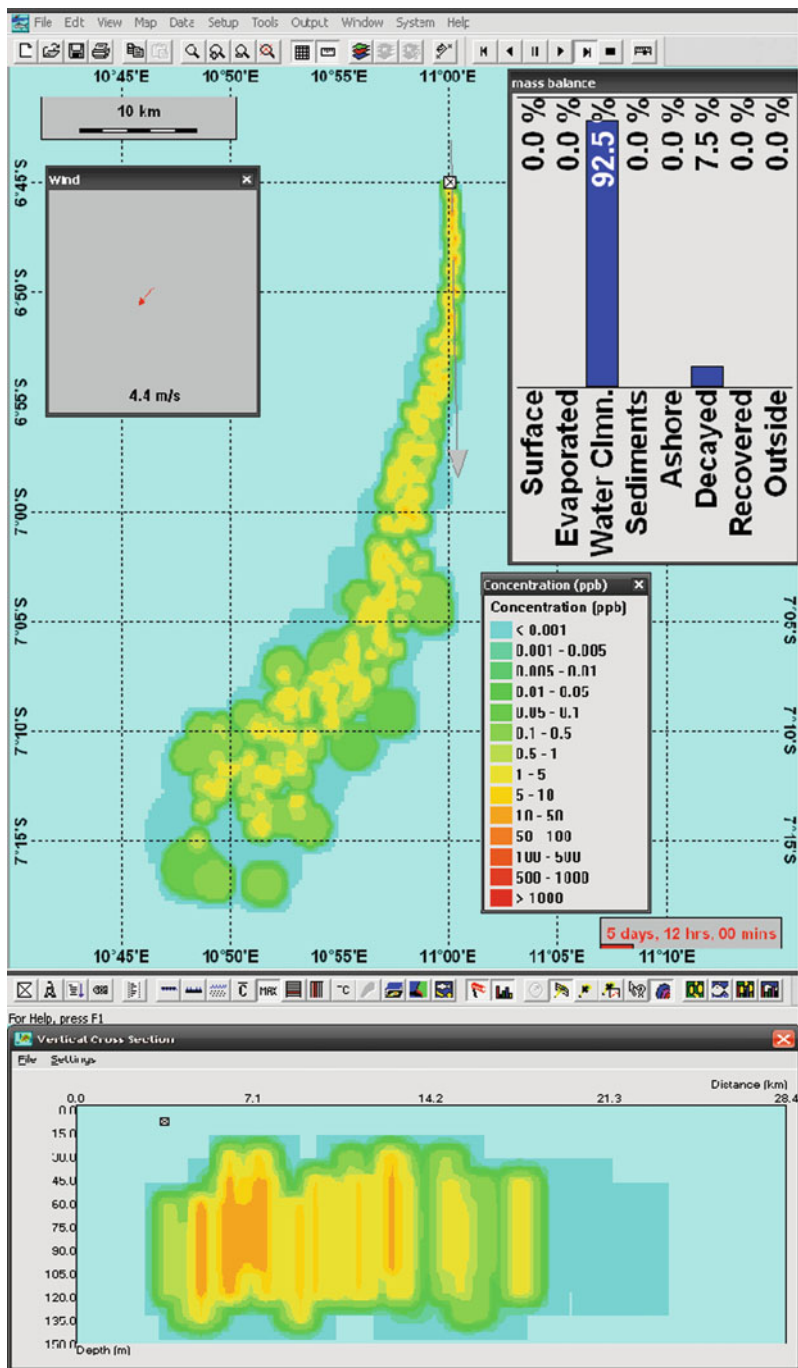 File Edt View Map Data Setup Tools Output Window System Help
10°45'E 10°50'E 10°55'E 11°00'E
mass balance
10 km
0.0 %
0.0 %
92.5 %
0.0 %
0.0 %
7.5 %
0.0 %
0.0 %
Surface
Evaporated
Water Clmn.
Sediments
Ashore
Decayed
Recovered
Outside
Wind
4.4 m/s
6°45'S
6°50'S
6°55'S
7°00'S
7°05'S
7°10'S
7°15'S
7°05'S
7°10'S
7°15'S
Concentration (ppb)
Concentration (ppb)
< 0.001
0.001 - 0.005
0.005 - 0.01
0.01 - 0.05
0.05 - 0.1
0.1 - 0.5
0.5 - 1
1 - 5
5 - 10
10 - 50
50 - 100
100 - 500
500 - 1000
> 1000
5 days, 12 hrs, 00 mins
10°45'E 10°50'E 10°55'E 11°00'E 11°05'E 11°10'E
C MAX °C
For Help, press F1
Vertical Cross Section
File Settings
Distance (km)
0.0 7.1 14.2 21.3 28.4
0.0
15.0
30.0
45.0
60.0
75.0
90.0
105.0
120.0
135.0
150.0
Depth (m)